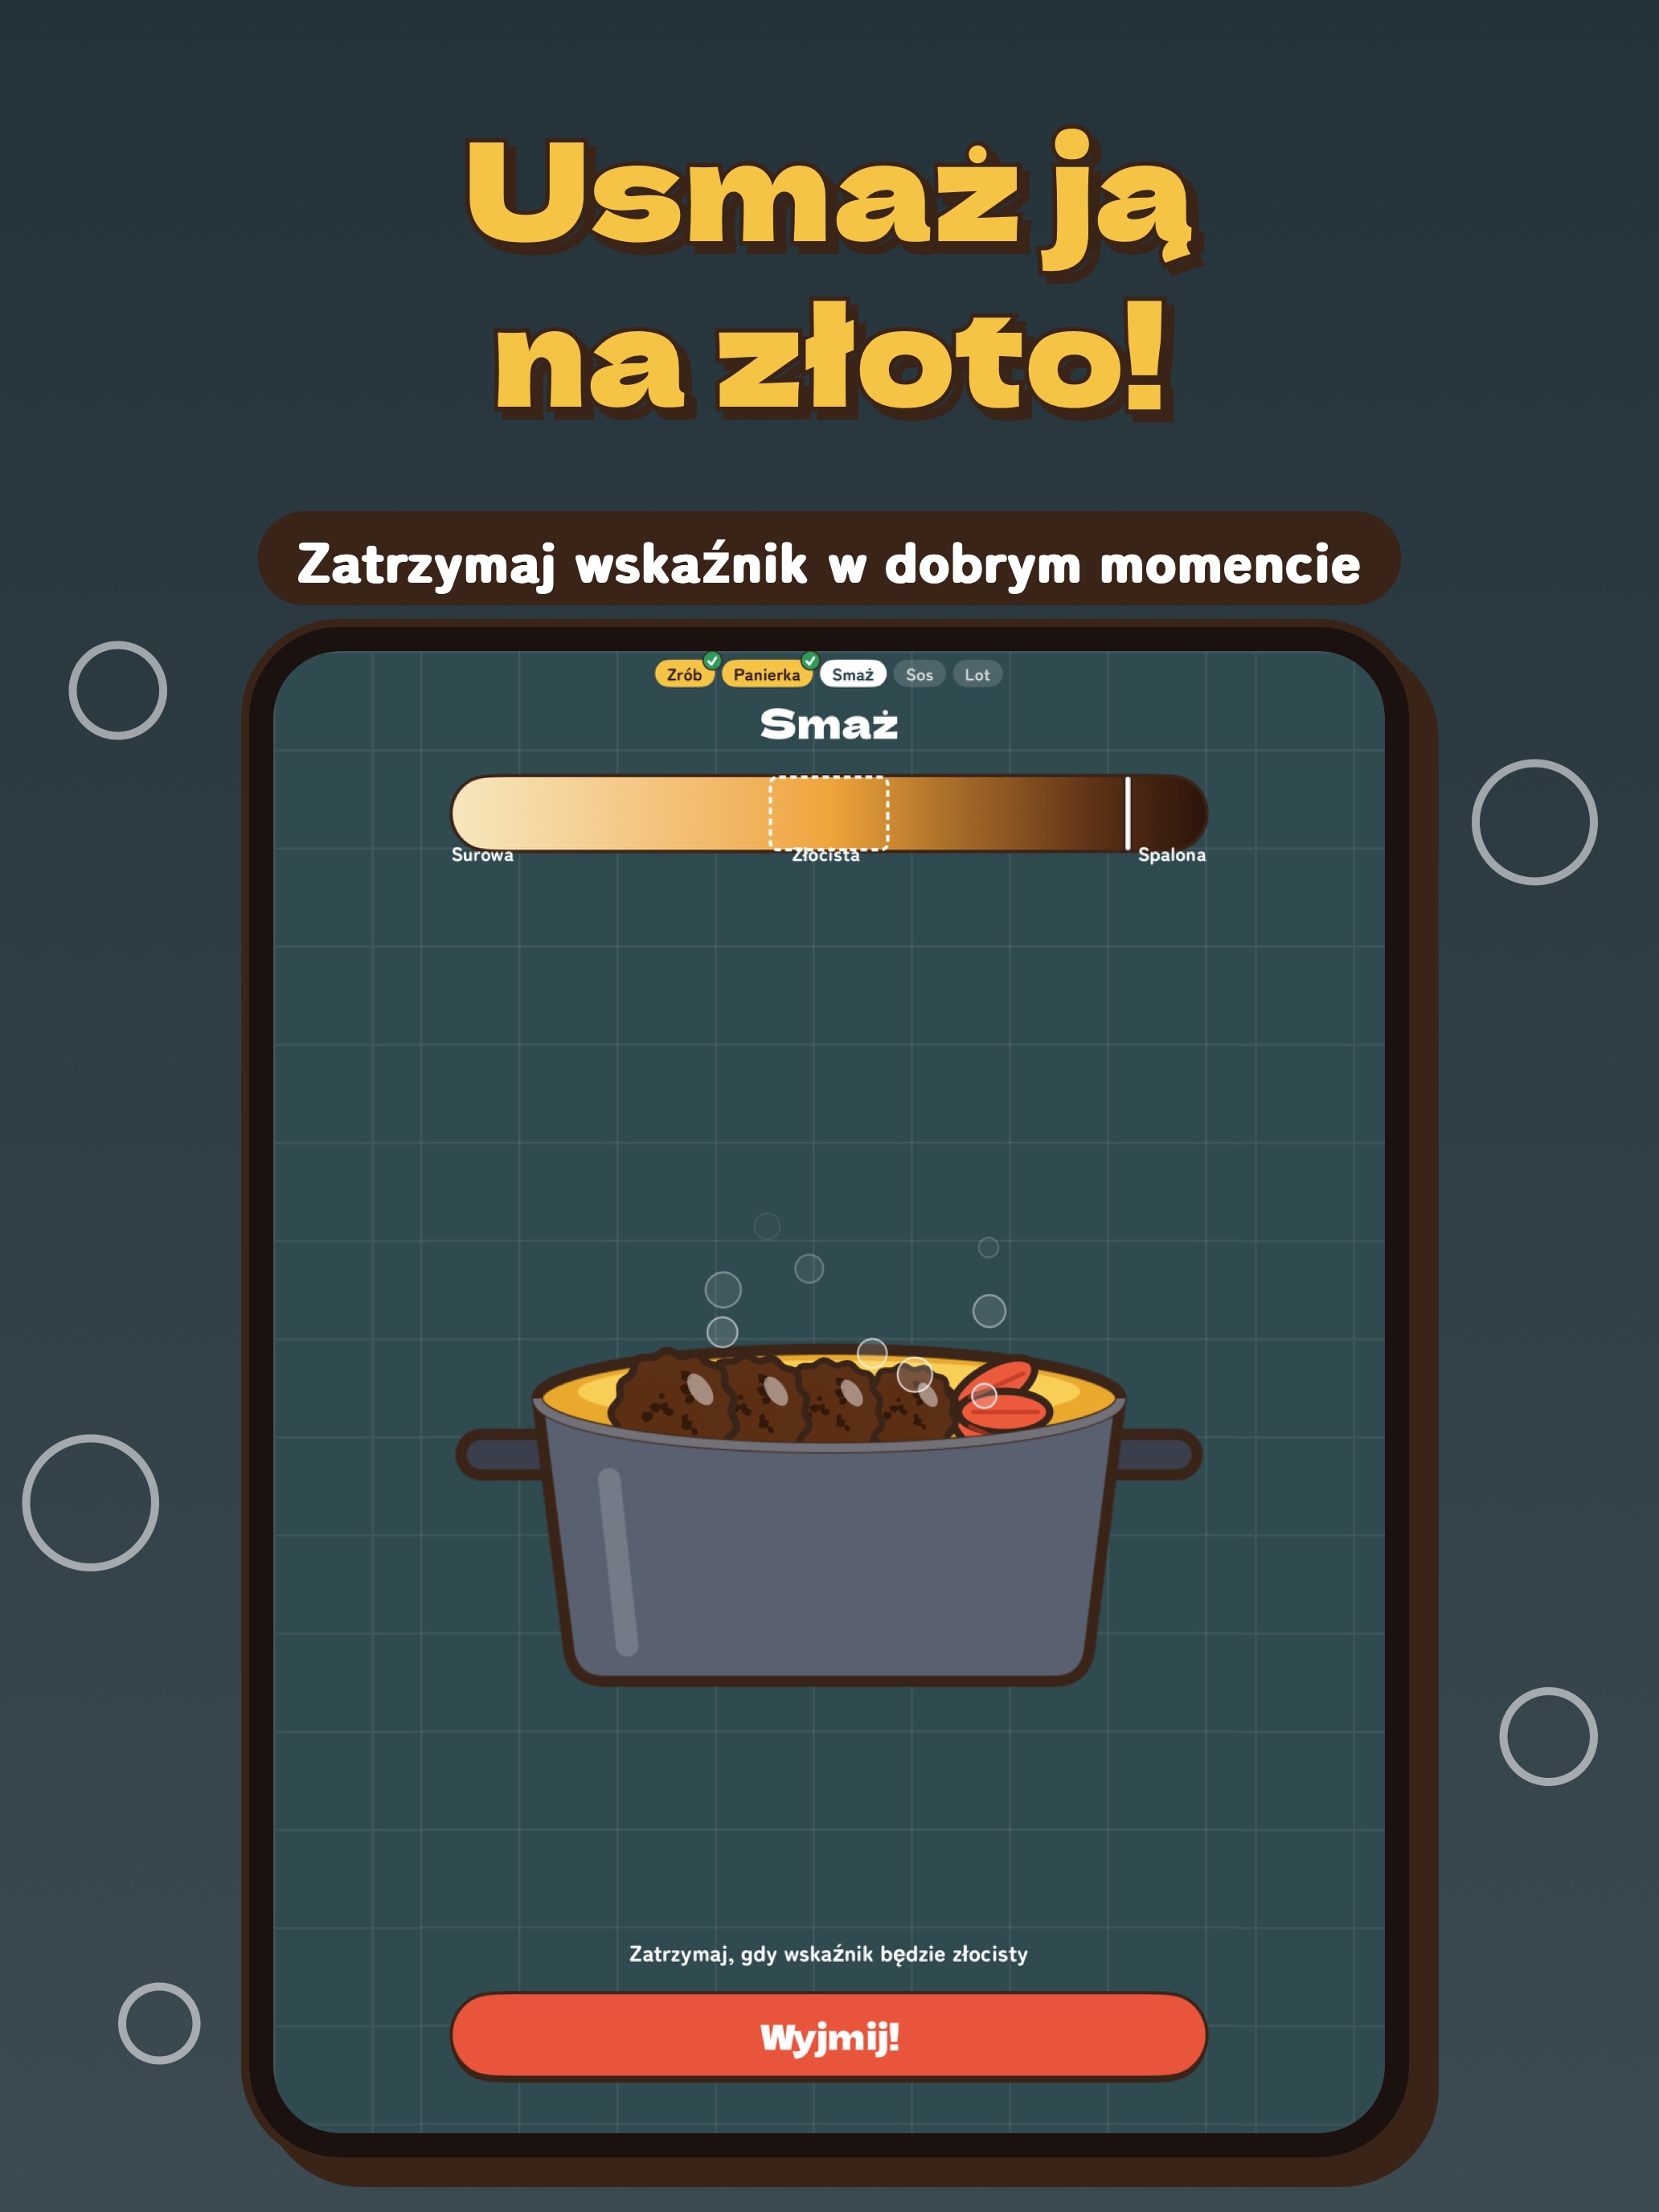 Usmaż ją
na złoto!
Zatrzymaj wskaźnik w dobrym momencie
Zrób Panierka Smaż Sos Lot
Smaż
Surowa Złocista Spalona
Zatrzymaj, gdy wskaźnik będzie złocisty
Wyjmij!